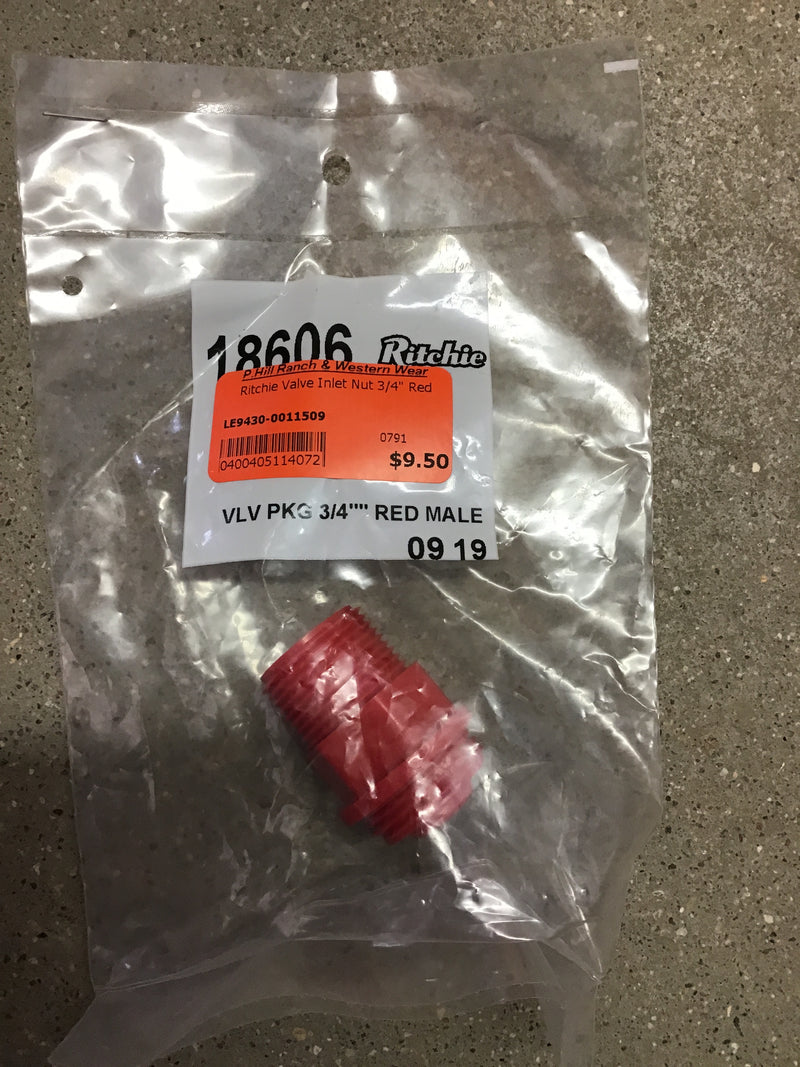 18606 Ritchie
P Hill Ranch & Western Wear
Ritchie Valve Inlet Nut 3/4" Red
LE9430-0011509
0791
0400405114072
$9.50
VLV PKG 3/4"" RED MALE
09 19